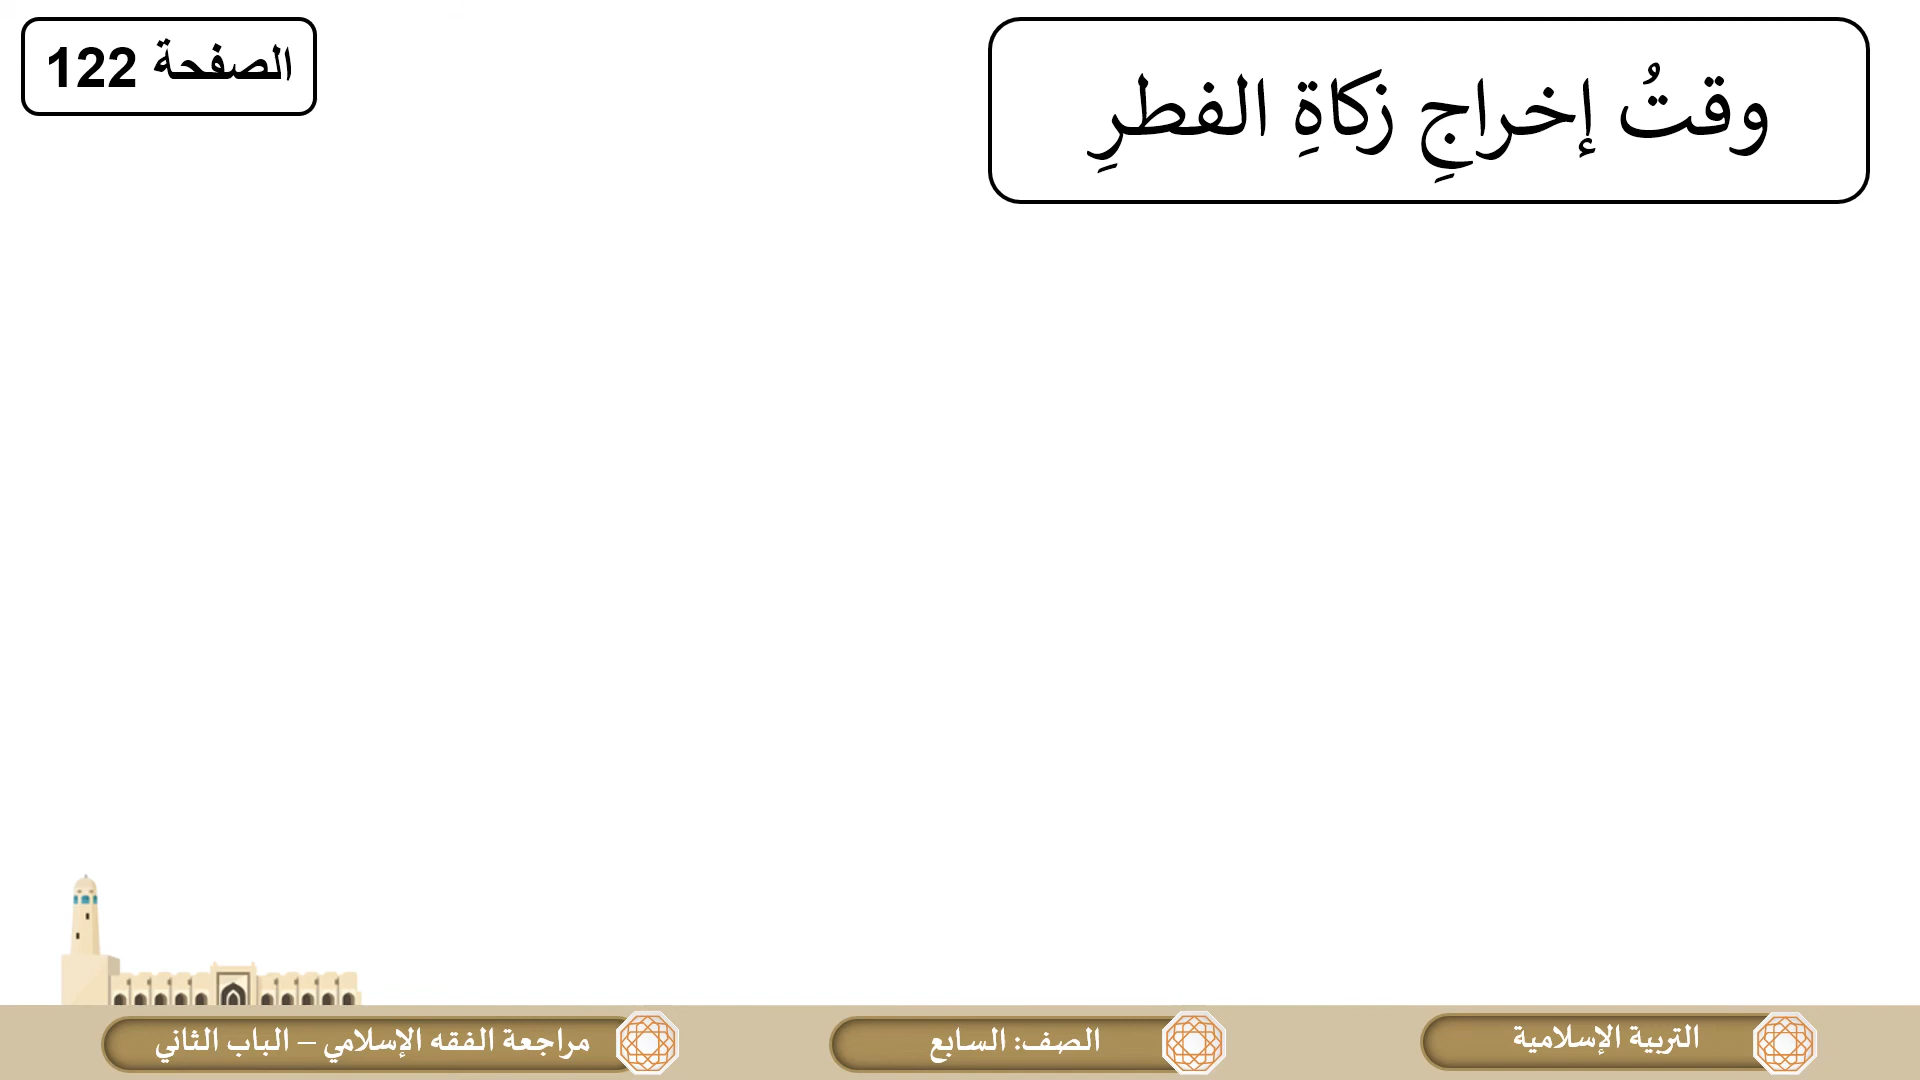 وقتُ إخراجِ زكاةِ الفطرِ
الصفحة 122
التربية الإسلامية
الصف: السابع
مراجعة الفقه الإسلامي – الباب الثاني